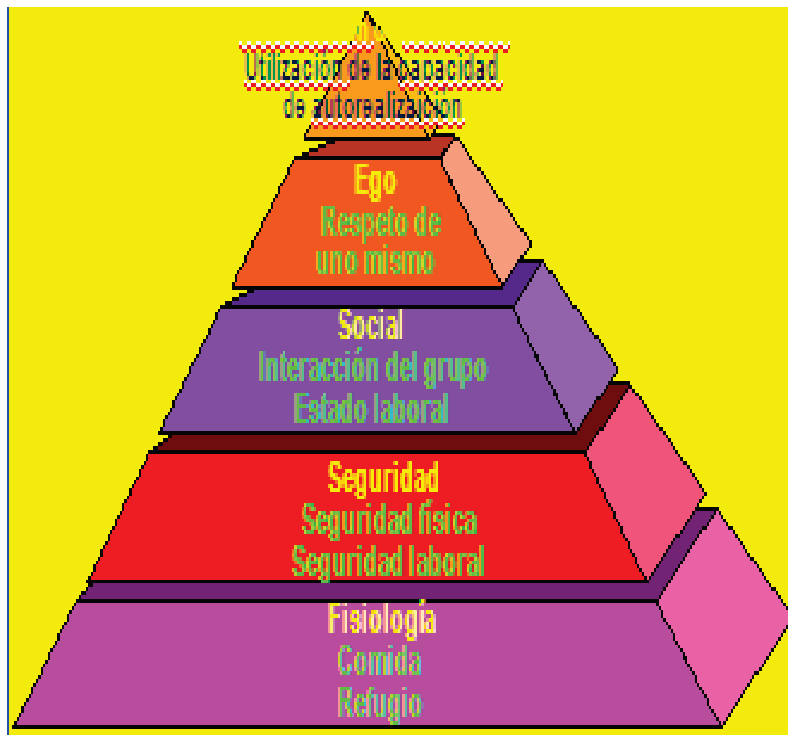 Utilización de la capacidad
de autorealizajción
Ego
Respeto de
uno mismo
Social
Interacción del grupo
Estado laboral
Seguridad
Seguridad física
Seguridad laboral
Fisiología
Comida
Refugio